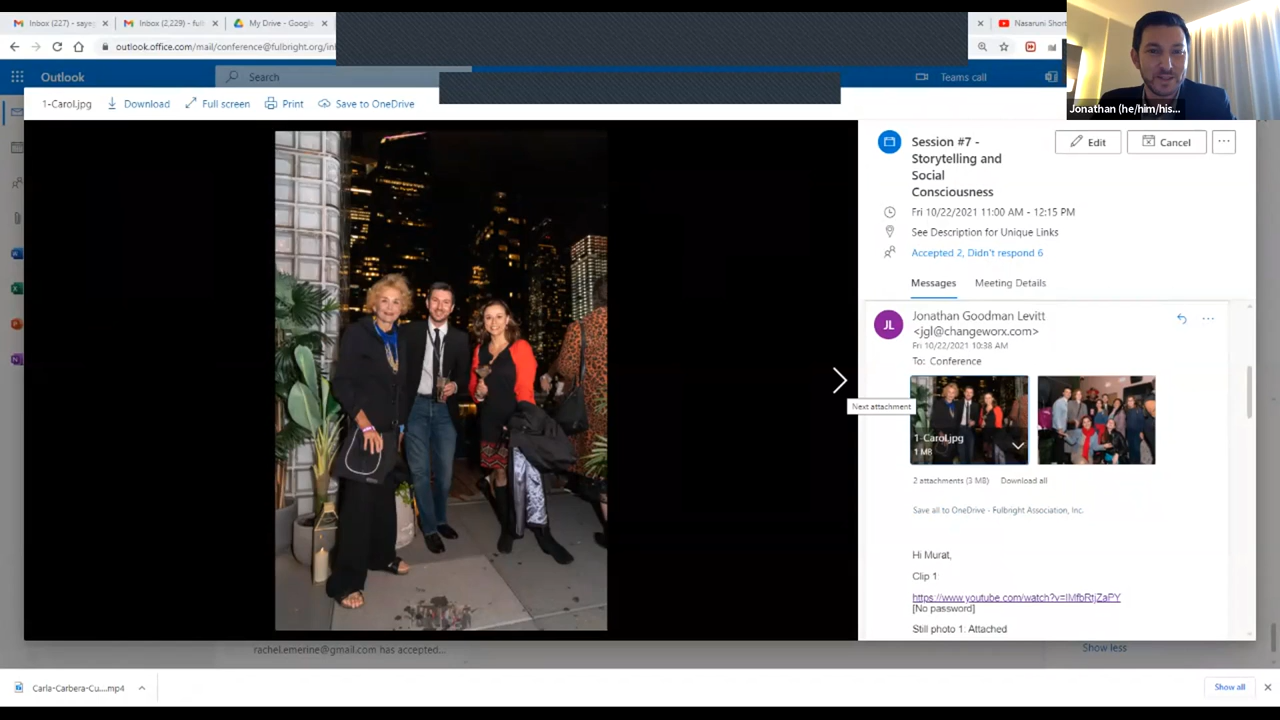 Inbox (227) - saye
Inbox (2,229) - ful
My Drive - Google
Nasaruni Short
outlook.office.com/mail/conference@fulbright.org/in
Outlook
Search
Teams call
Jonathan (he/him/his...
1-Carol.jpg
Download
Full screen
Print
Save to OneDrive
Session #7 -
Storytelling and
Social
Consciousness
Edit
Cancel
Fri 10/22/2021 11:00 AM - 12:15 PM
See Description for Unique Links
Accepted 2, Didn't respond 6
Messages
Meeting Details
JL
Jonathan Goodman Levitt
<jgl@changeworx.com>
Fri 10/22/2021 10:38 AM
To: Conference
Next attachment
1-Carol.jpg
1 MB
2 attachments (3 MB)
Download all
Save all to OneDrive - Fulbright Association, Inc.
Hi Murat,
Clip 1:
[No password]
Still photo 1: Attached
rachel.emerine@gmail.com has accepted...
Show less
Carla-Carbera-Cu....mp4
Show all